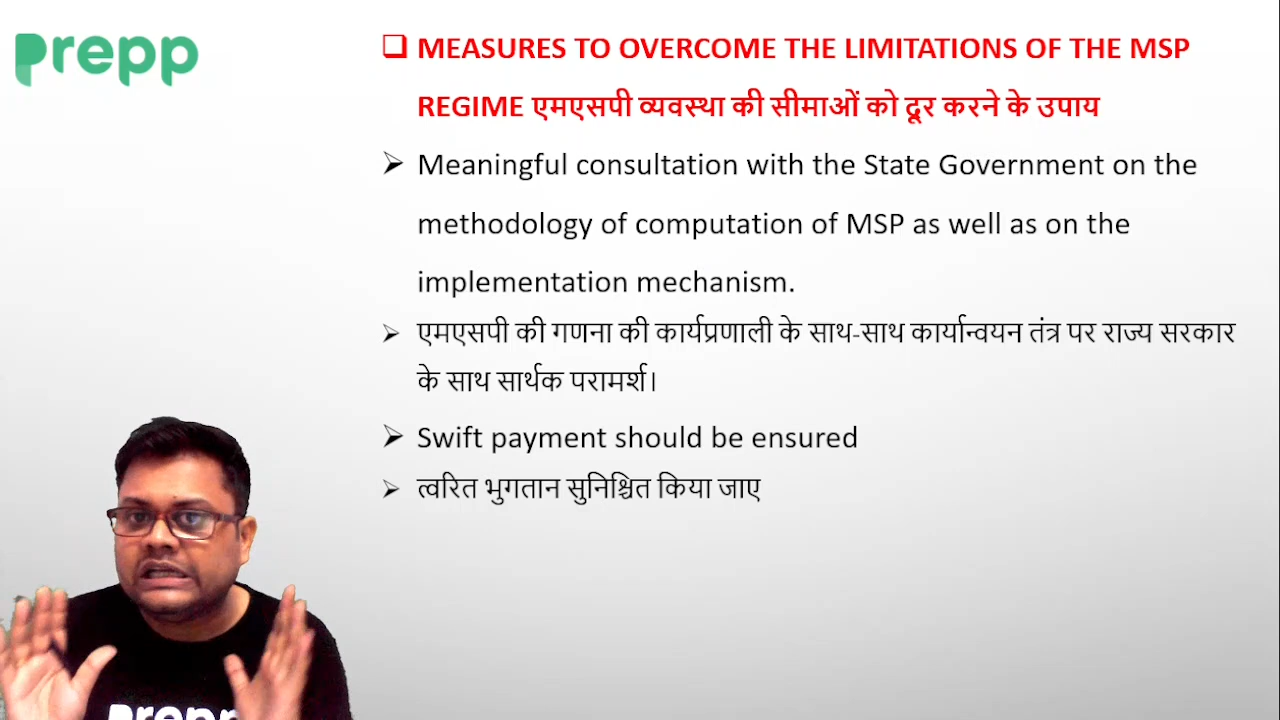 prepp
MEASURES TO OVERCOME THE LIMITATIONS OF THE MSP
REGIME एमएसपी व्यवस्था की सीमाओं को दूर करने के उपाय
Meaningful consultation with the State Government on the
methodology of computation of MSP as well as on the
implementation mechanism.
एमएसपी की गणना की कार्यप्रणाली के साथ-साथ कार्यान्वयन तंत्र पर राज्य सरकार
के साथ सार्थक परामर्श।
Swift payment should be ensured
त्वरित भुगतान सुनिश्चित किया जाए
prepp